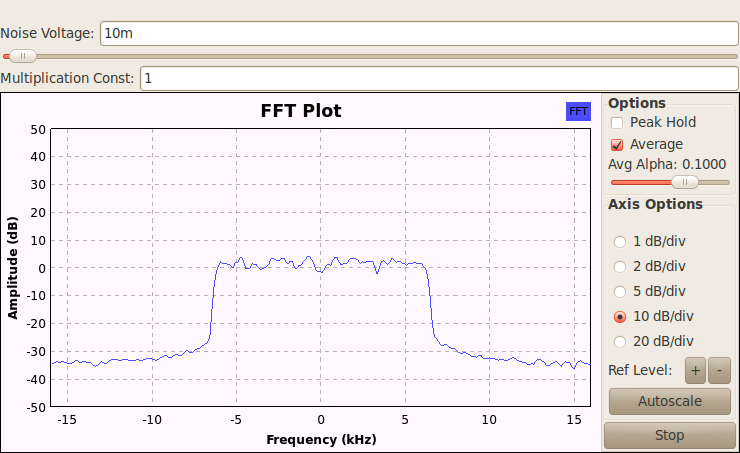 Noise Voltage: 10m
Multiplication Const: 1
FFT Plot
FFT
50
40
30
20
10
0
-10
-20
-30
-40
-50
Amplitude (dB)
-15 -10 -5 0 5 10 15
Frequency (kHz)
Options
Peak Hold
Average
Avg Alpha: 0.1000
Axis Options
1 dB/div
2 dB/div
5 dB/div
10 dB/div
20 dB/div
Ref Level: + -
Autoscale
Stop